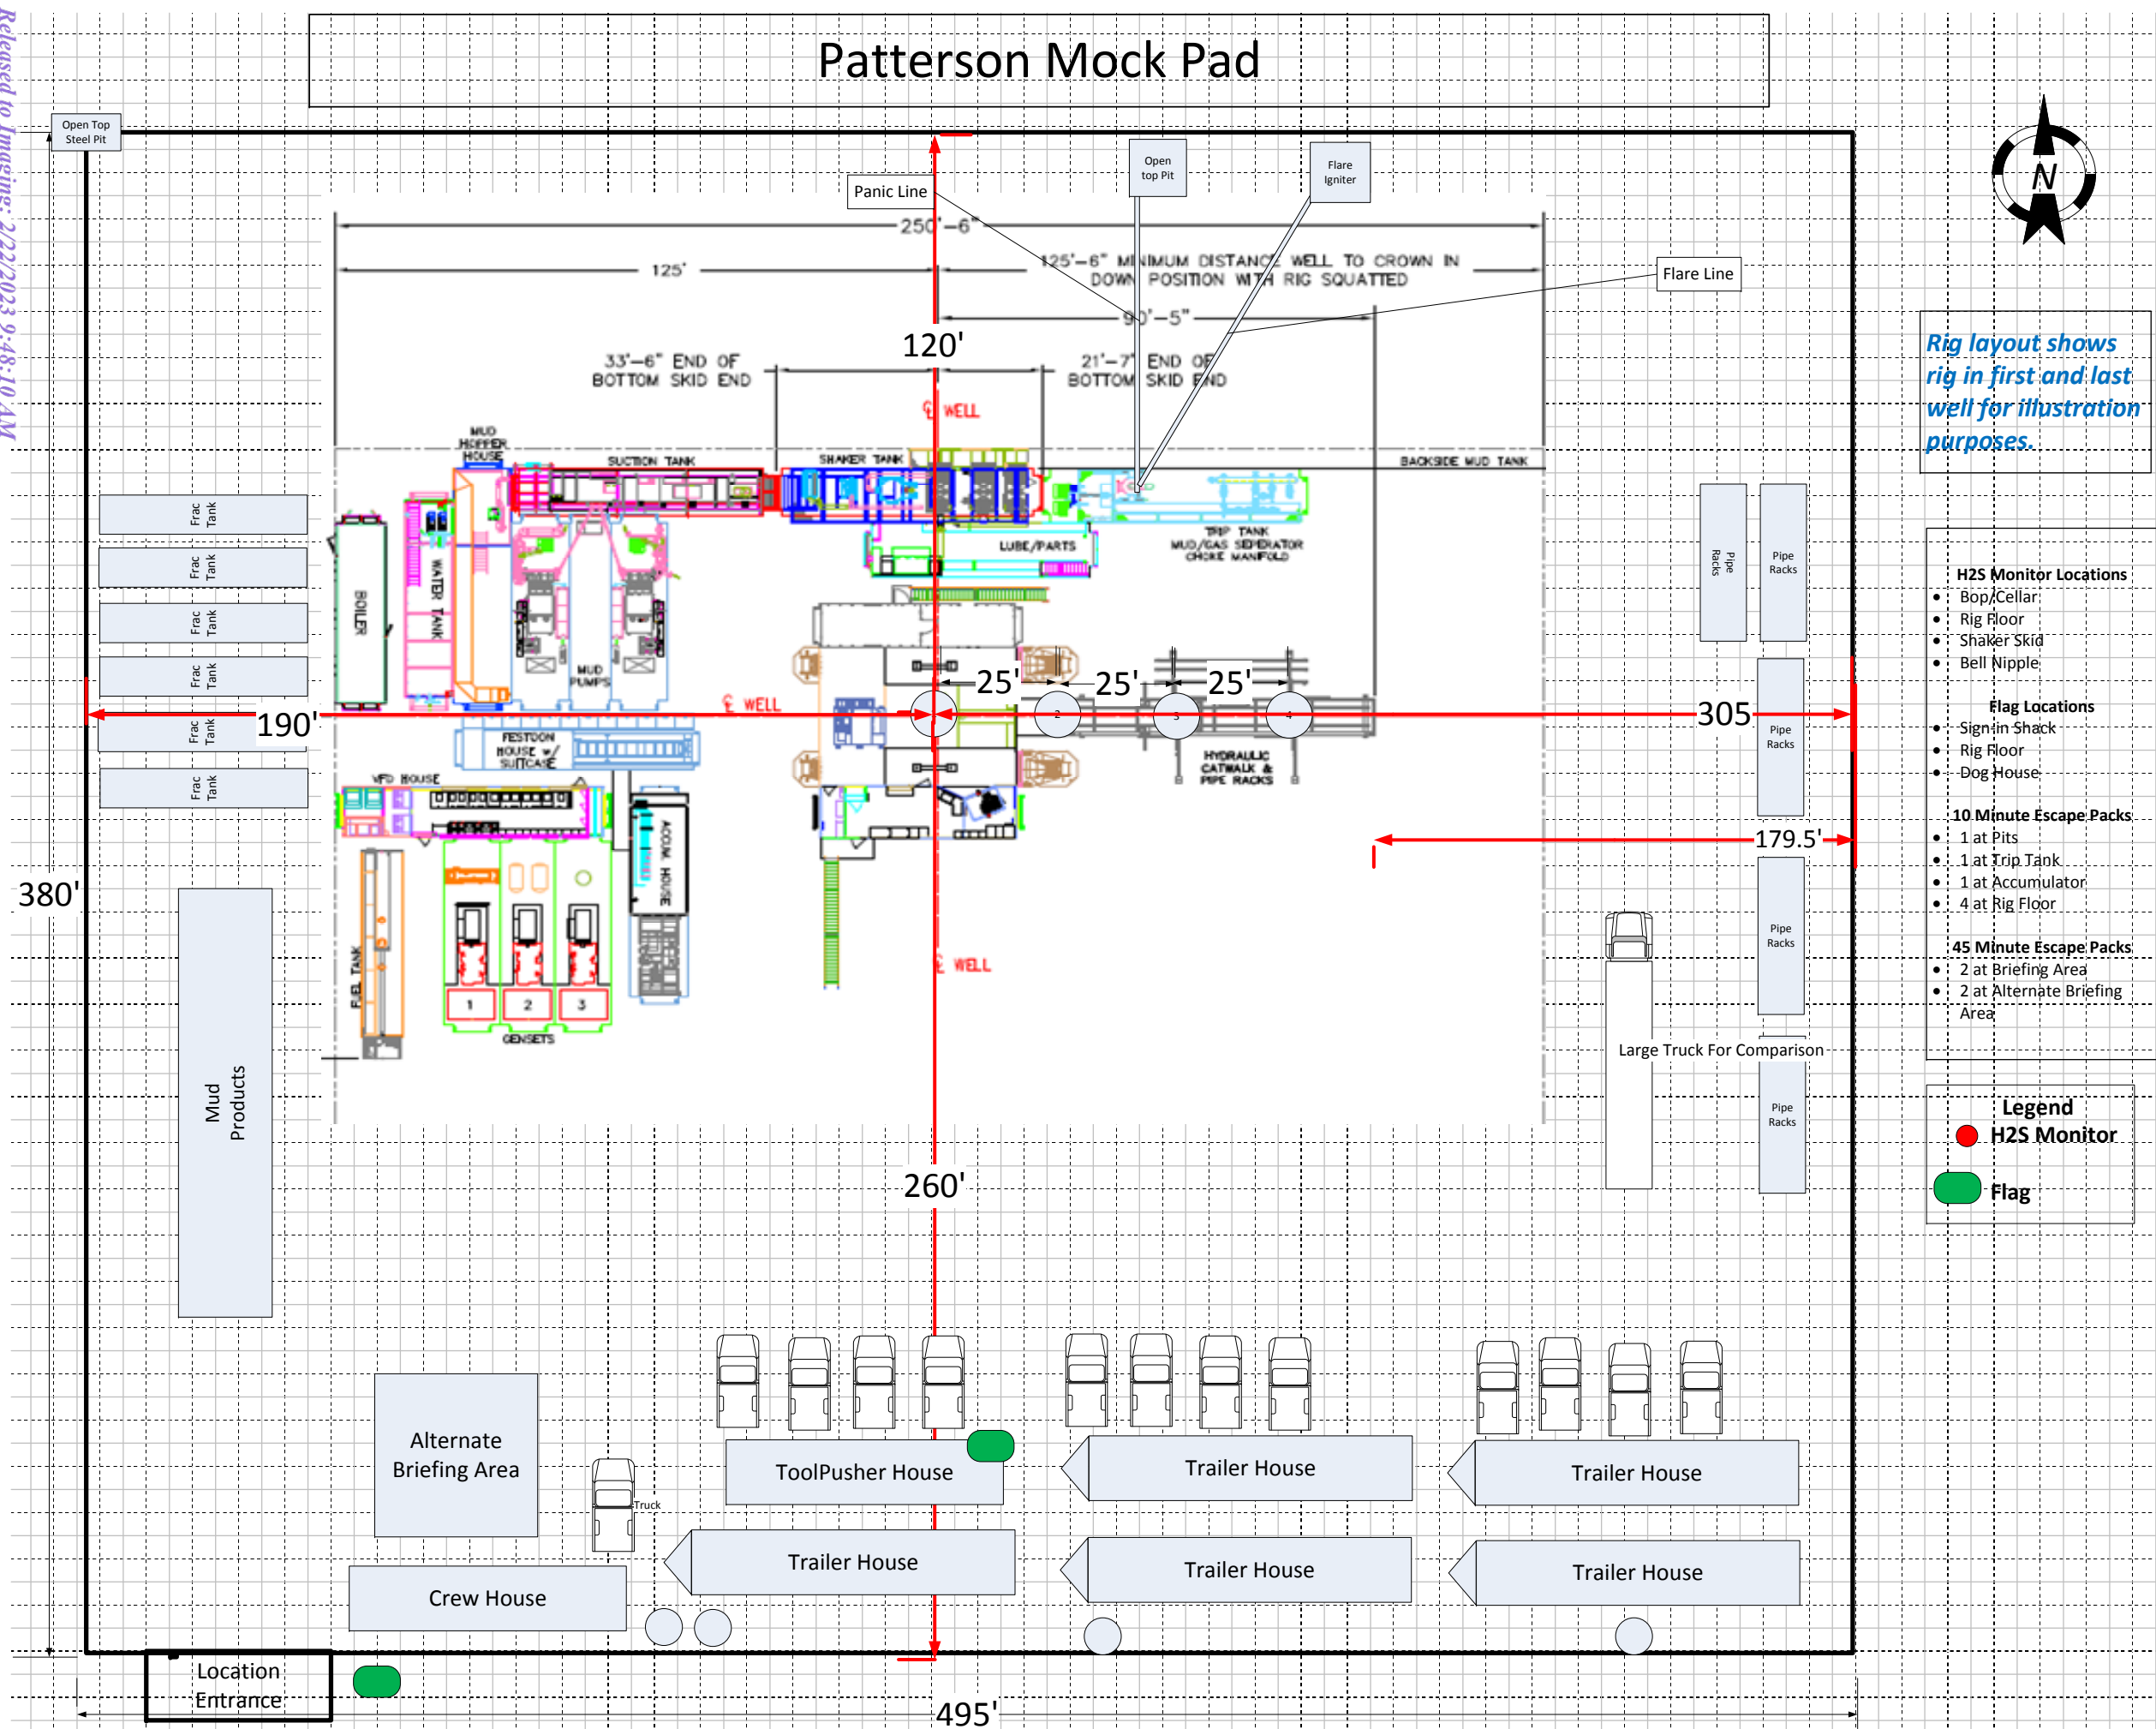 Released to Imaging: 2/22/2023 9:48:10 AM
Patterson Mock Pad
Open Top
Steel Pit
Open
top Pit
Flare
Igniter
N
Panic Line
250'-6"
125'
125'-6" MINIMUM DISTANCE WELL TO CROWN IN
DOWN POSITION WITH RIG SQUATTED
Flare Line
90'-5"
120'
33'-6" END OF
BOTTOM SKID END
21'-7" END OF
BOTTOM SKID END
Rig layout shows
rig in first and last
well for illustration
purposes.
℄ WELL
MUD
HOPPER
HOUSE
SUCTION TANK
SHAKER TANK
BACKSIDE MUD TANK
Frac
Tank
Frac
Tank
Frac
Tank
Frac
Tank
Frac
Tank
Frac
Tank
BOILER
WATER TANK
MUD
PUMPS
LUBE/PARTS
TRIP TANK
MUD/GAS SEPERATOR
CHOKE MANIFOLD
Pipe
Racks
Pipe
Racks
Pipe
Racks
Pipe
Racks
Pipe
Racks
H2S Monitor Locations
• Bop/Cellar
• Rig Floor
• Shaker Skid
• Bell Nipple
Flag Locations
• Sign-in Shack
• Rig Floor
• Dog House
10 Minute Escape Packs
• 1 at Pits
• 1 at Trip Tank
• 1 at Accumulator
• 4 at Rig Floor
45 Minute Escape Packs
• 2 at Briefing Area
• 2 at Alternate Briefing
Area
25'
25'
25'
190'
℄ WELL
2
3
4
305
FESTOON
HOUSE w/
SUITCASE
HYDRAULIC
CATWALK &
PIPE RACKS
VFD HOUSE
ACCUM. HOUSE
179.5'
380'
FUEL TANK
1
2
3
GENSETS
℄ WELL
Mud
Products
Large Truck For Comparison
Legend
H2S Monitor
Flag
260'
Alternate
Briefing Area
Truck
ToolPusher House
Trailer House
Trailer House
Trailer House
Trailer House
Trailer House
Crew House
Location
Entrance
495'